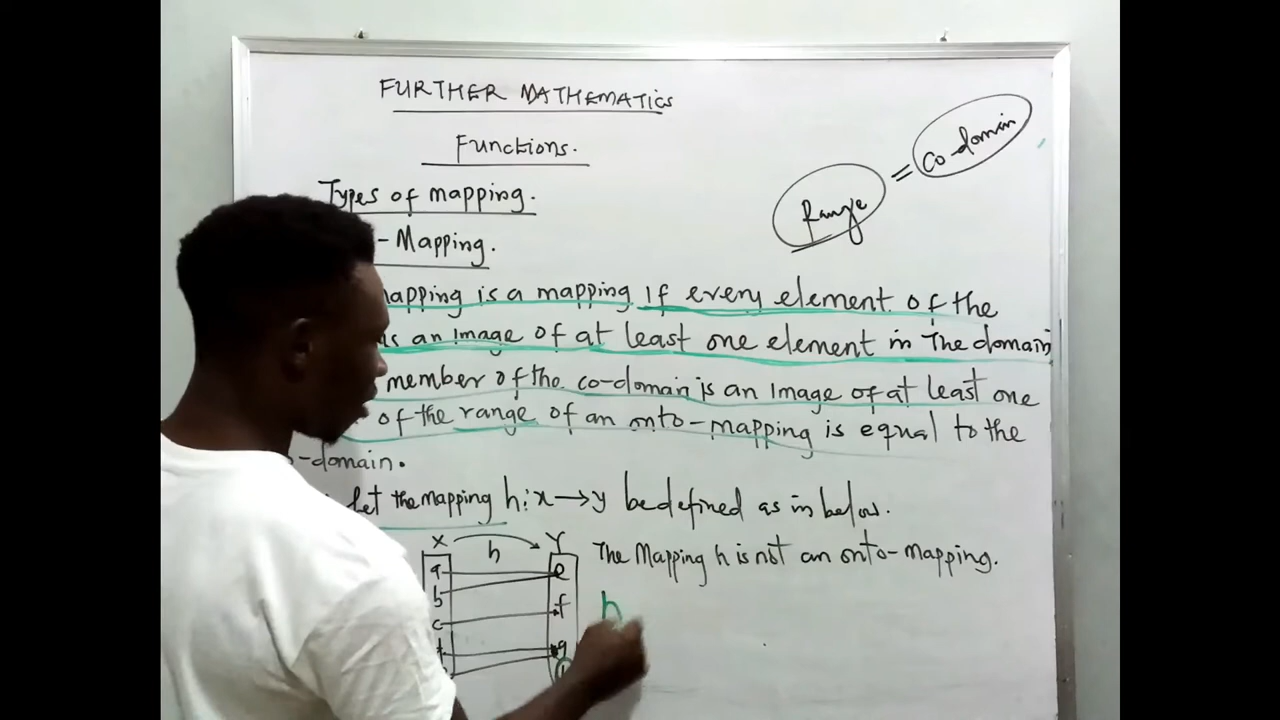 FURTHER MATHEMATICS
Functions.
Types of mapping.
- Mapping.
Range = Co-domain
mapping is a mapping if every element of the
is an image of at least one element in the domain
member of the co-domain is an image of at least one
of the range of an onto-mapping is equal to the
co-domain.
Let the mapping h: x → y be defined as in below.
X h Y
The Mapping h is not an onto-mapping.
a e
b
c f
h
g